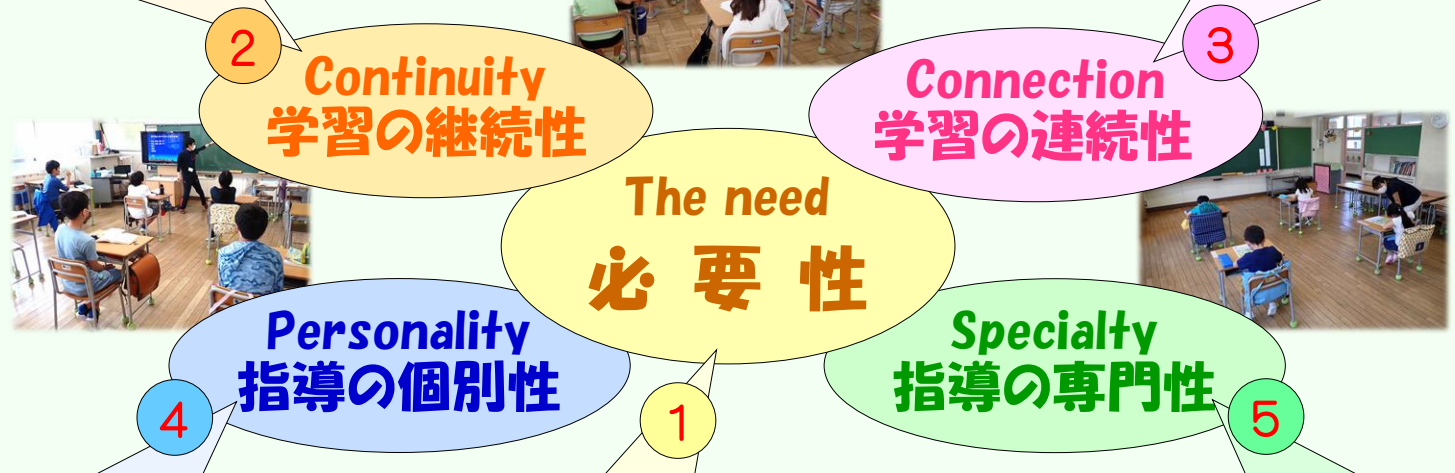 2
Continuity
学習の継続性
3
Connection
学習の連続性
The need
必要性
4
Personality
指導の個別性
1
Specialty
指導の専門性
5